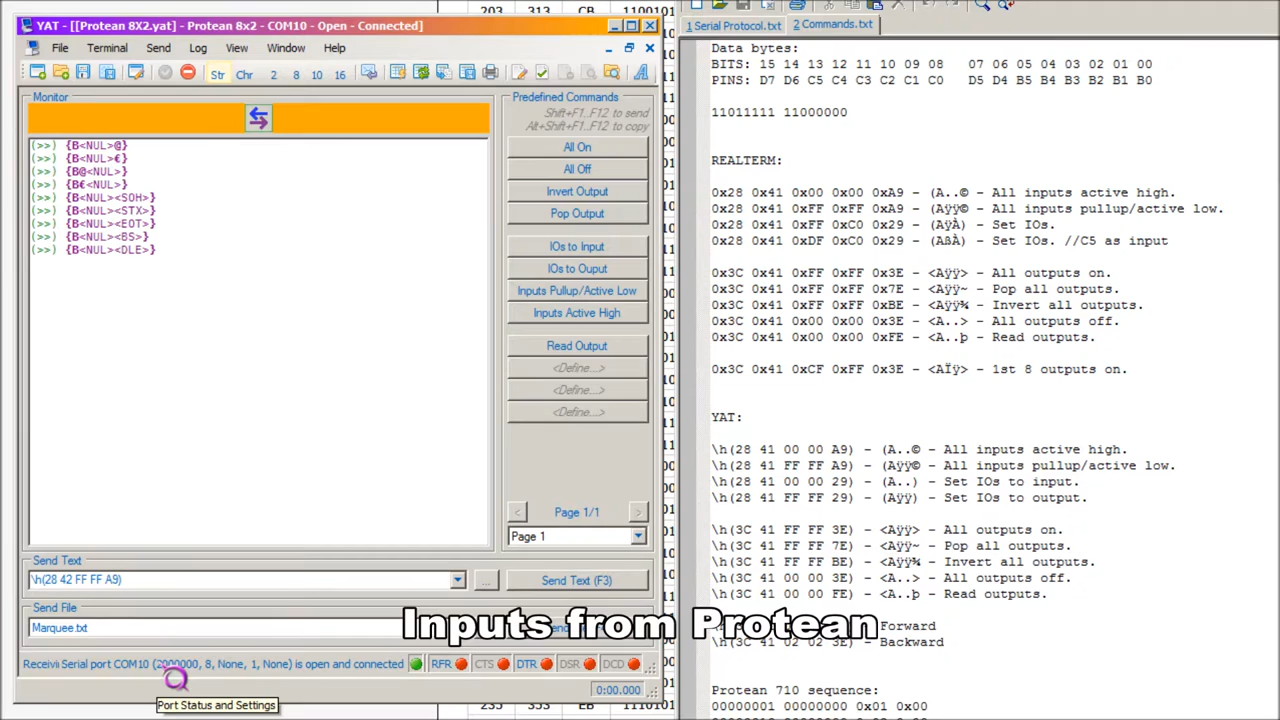 203 313 CB 1100101
YAT - [[Protean 8X2.yat] - Protean 8x2 - COM10 - Open - Connected]
File Terminal Send Log View Window Help
Str Chr 2 8 10 16
Monitor
(>>) {B<NUL>@}
(>>) {B<NUL>€}
(>>) {B@<NUL>}
(>>) {B€<NUL>}
(>>) {B<NUL><SOH>}
(>>) {B<NUL><STX>}
(>>) {B<NUL><EOT>}
(>>) {B<NUL><BS>}
(>>) {B<NUL><DLE>}
Predefined Commands
Shift+F1..F12 to send
Alt+Shift+F1..F12 to copy
All On
All Off
Invert Output
Pop Output
IOs to Input
IOs to Ouput
Inputs Pullup/Active Low
Inputs Active High
Read Output
<Define...>
<Define...>
<Define...>
< Page 1/1 >
Page 1
Send Text
\h(28 42 FF FF A9)
... Send Text (F3)
Send File
Marquee.txt
Inputs from Protean
Receivi Serial port COM10 (2000000, 8, None, 1, None) is open and connected RFR CTS DTR DSR DCD
0:00.000
Port Status and Settings
235 353 EB
1 Serial Protocol.txt 2 Commands.txt
Data bytes:
BITS: 15 14 13 12 11 10 09 08 07 06 05 04 03 02 01 00
PINS: D7 D6 C5 C4 C3 C2 C1 C0 D5 D4 B5 B4 B3 B2 B1 B0
11011111 11000000
REALTERM:
0x28 0x41 0x00 0x00 0xA9 - (A..© - All inputs active high.
0x28 0x41 0xFF 0xFF 0xA9 - (Aÿÿ© - All inputs pullup/active low.
0x28 0x41 0xFF 0xC0 0x29 - (AÿÀ) - Set IOs.
0x28 0x41 0xDF 0xC0 0x29 - (AßÀ) - Set IOs. //C5 as input
0x3C 0x41 0xFF 0xFF 0x3E - <Aÿÿ> - All outputs on.
0x3C 0x41 0xFF 0xFF 0x7E - <Aÿÿ~ - Pop all outputs.
0x3C 0x41 0xFF 0xFF 0xBE - <Aÿÿ¾ - Invert all outputs.
0x3C 0x41 0x00 0x00 0x3E - <A..> - All outputs off.
0x3C 0x41 0x00 0x00 0xFE - <A..þ - Read outputs.
0x3C 0x41 0xCF 0xFF 0x3E - <AÏÿ> - 1st 8 outputs on.
YAT:
\h(28 41 00 00 A9) - (A..© - All inputs active high.
\h(28 41 FF FF A9) - (Aÿÿ© - All inputs pullup/active low.
\h(28 41 00 00 29) - (A..) - Set IOs to input.
\h(28 41 FF FF 29) - (Aÿÿ) - Set IOs to output.
\h(3C 41 FF FF 3E) - <Aÿÿ> - All outputs on.
\h(3C 41 FF FF 7E) - <Aÿÿ~ - Pop all outputs.
\h(3C 41 FF FF BE) - <Aÿÿ¾ - Invert all outputs.
\h(3C 41 00 00 3E) - <A..> - All outputs off.
\h(3C 41 00 00 FE) - <A..þ - Read outputs.
Forward
\h(3C 41 02 02 3E) - Backward
Protean 710 sequence:
00000001 00000000 0x01 0x00